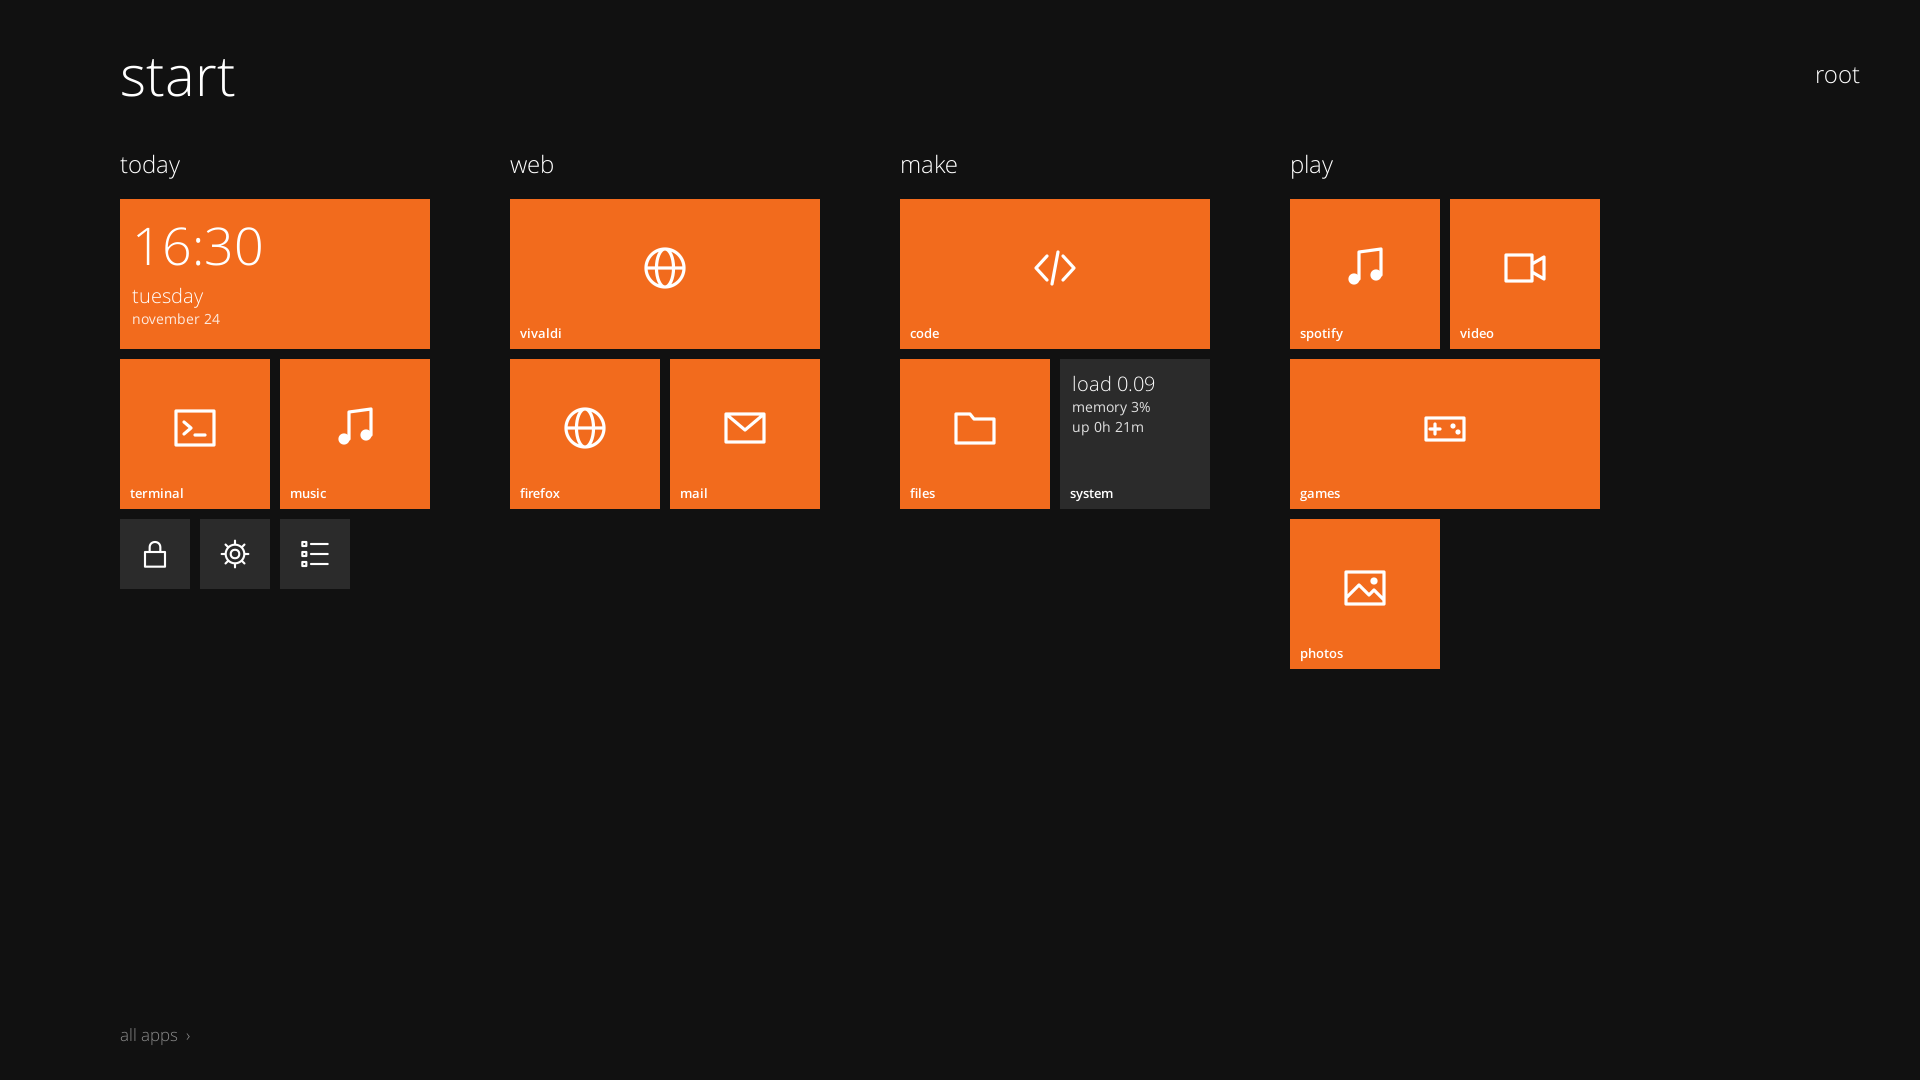 start
root
today
16:30
tuesday
november 24
terminal
music
web
vivaldi
firefox
mail
make
code
files
load 0.09
memory 3%
up 0h 21m
system
play
spotify
video
games
photos
all apps ›